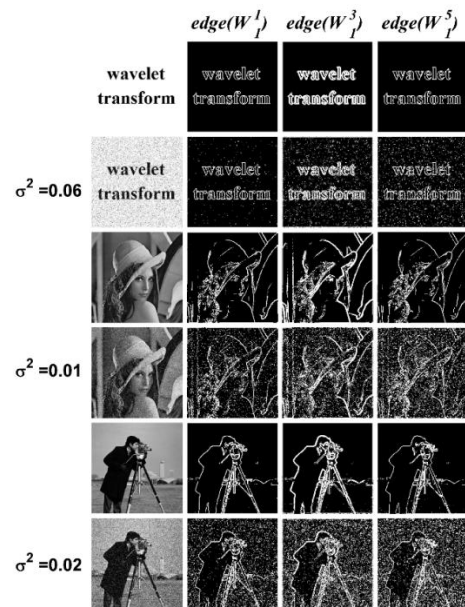 edge(W₁¹) edge(W₁³) edge(W₁⁵)
wavelet
transform
wavelet
transform
wavelet
transform
wavelet
transform
σ² =0.06
wavelet
transform
wavelet
transform
wavelet
transform
wavelet
transform
σ² =0.01
σ² =0.02